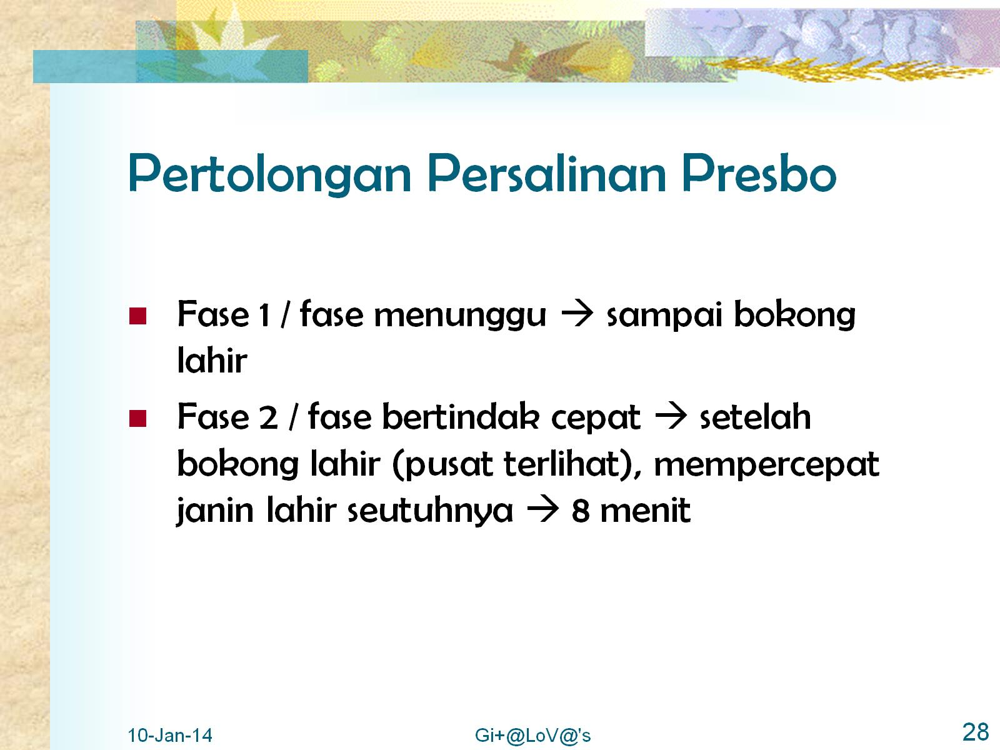 Pertolongan Persalinan Presbo
■ Fase 1 / fase menunggu → sampai bokong
lahir
■ Fase 2 / fase bertindak cepat → setelah
bokong lahir (pusat terlihat), mempercepat
janin lahir seutuhnya → 8 menit
10-Jan-14
Gi+@LoV@'s
28